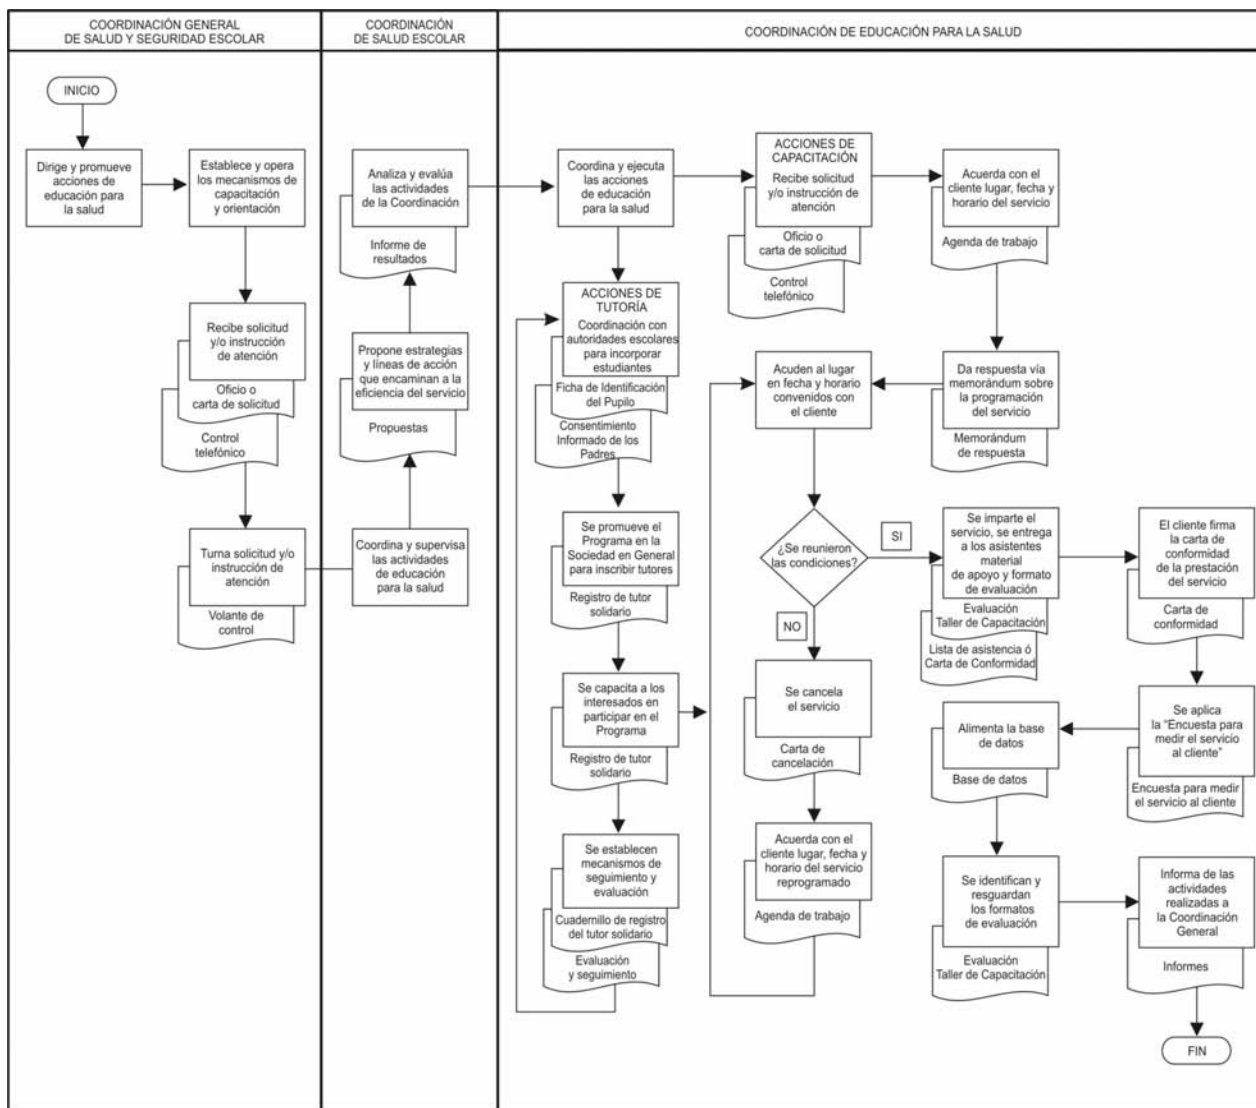 COORDINACIÓN GENERAL
DE SALUD Y SEGURIDAD ESCOLAR
COORDINACIÓN
DE SALUD ESCOLAR
COORDINACIÓN DE EDUCACIÓN PARA LA SALUD
INICIO
Dirige y promueve
acciones de
educación para
la salud
Establece y opera
los mecanismos de
capacitación
y orientación
Recibe solicitud
y/o instrucción
de atención
Oficio o
carta de solicitud
Control
telefónico
Turna solicitud y/o
instrucción de
atención
Volante de
control
Analiza y evalúa
las actividades
de la Coordinación
Informe de
resultados
Propone estrategias
y líneas de acción
que encaminan a la
eficiencia del servicio
Propuestas
Coordina y supervisa
las actividades
de educación
para la salud
Coordina y ejecuta
las acciones
de educación
para la salud
ACCIONES DE
TUTORÍA
Coordinación con
autoridades escolares
para incorporar
estudiantes
Ficha de Identificación
del Pupilo
Consentimiento
Informado de los
Padres
Se promueve el
Programa en la
Sociedad en General
para inscribir tutores
Registro de tutor
solidario
Se capacita a los
interesados en
participar en el
Programa
Registro de tutor
solidario
Se establecen
mecanismos de
seguimiento y
evaluación
Cuadernillo de registro
del tutor solidario
Evaluación
y seguimiento
ACCIONES DE
CAPACITACIÓN
Recibe solicitud
y/o instrucción de
atención
Oficio o
carta de solicitud
Control
telefónico
Acuerda con el
cliente lugar, fecha y
horario del servicio
Agenda de trabajo
Da respuesta vía
memorándum sobre
la programación
del servicio
Memorándum
de respuesta
Acuden al lugar
en fecha y horario
convenidos con
el cliente
¿Se reunieron
las condiciones?
SI
NO
Se cancela
el servicio
Carta de
cancelación
Acuerda con el
cliente lugar, fecha y
horario del servicio
reprogramado
Agenda de trabajo
Se imparte el
servicio, se entrega
a los asistentes
material
de apoyo y formato
de evaluación
Evaluación
Taller de Capacitación
Lista de asistencia ó
Carta de Conformidad
El cliente firma
la carta de
conformidad
de la prestación
del servicio
Carta de
conformidad
Se aplica
la "Encuesta para
medir el servicio
al cliente"
Encuesta para medir
el servicio al cliente
Alimenta la base
de datos
Base de datos
Se identifican y
resguardan
los formatos
de evaluación
Evaluación
Taller de Capacitación
Informa de las
actividades
realizadas a
la Coordinación
General
Informes
FIN